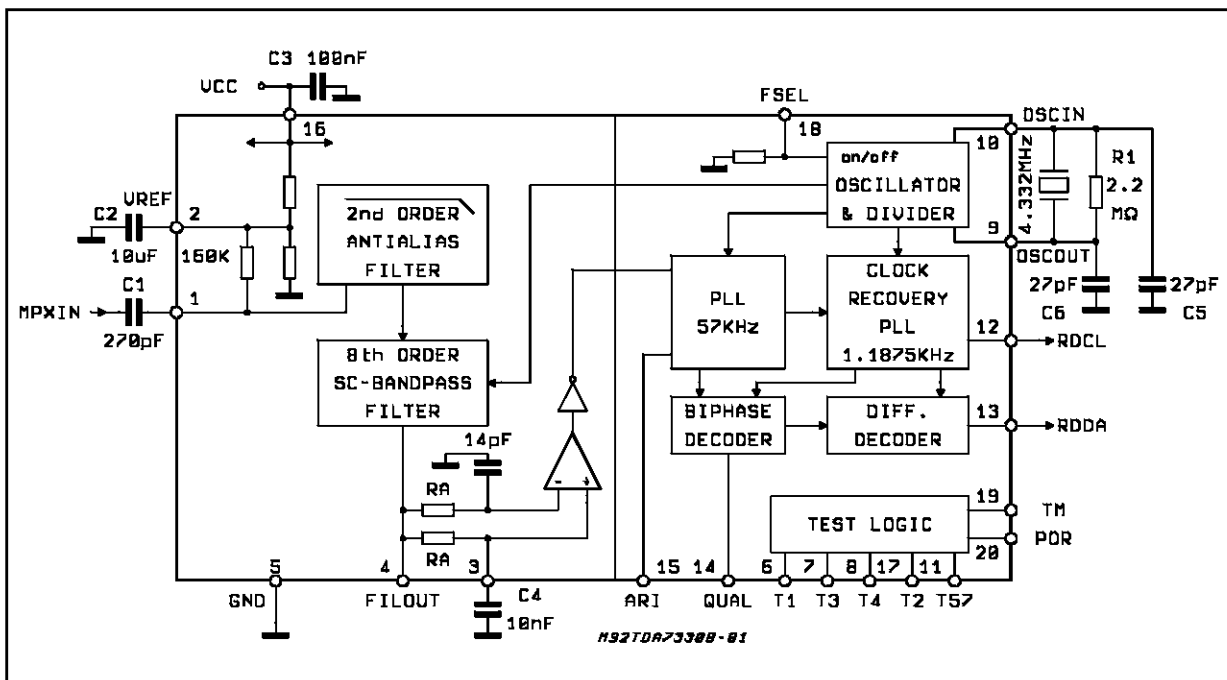 C3 100nF
VCC
16
FSEL
18
OSCIN
10
on/off
OSCILLATOR
& DIVIDER
4.332MHz
R1
2.2
MΩ
9
OSCOUT
VREF
C2
10uF
2
160K
2nd ORDER
ANTIALIAS
FILTER
C1
MPXIN
270pF
1
PLL
57KHz
CLOCK
RECOVERY
PLL
1.1875KHz
27pF
C6
27pF
C5
12
RDCL
8th ORDER
SC-BANDPASS
FILTER
BIPHASE
DECODER
DIFF.
DECODER
13
RDDA
14pF
RA
- +
RA
TEST LOGIC
19
TM
20
POR
5
4
3
15
14
6
7
8
17
11
GND
FILOUT
C4
10nF
ARI
QUAL
T1
T3
T4
T2
T57
M92TDA7330B-01